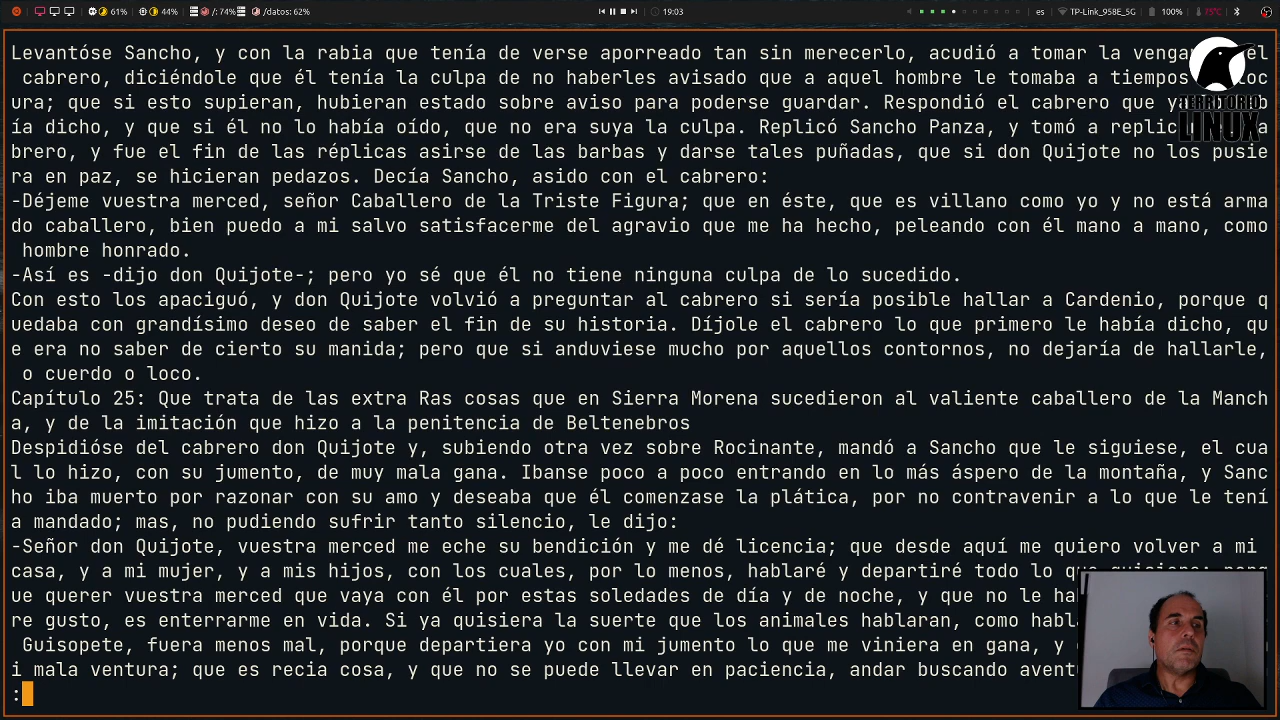 61% 44% /: 74% /datos: 62% 19:03 es TP-Link_958E_5G 100% 73°C
Levantóse Sancho, y con la rabia que tenía de verse aporreado tan sin merecerlo, acudió a tomar la el
cabrero, diciéndole que él tenía la culpa de no haberles avisado que a aquel hombre le tomaba a tiempos loc
ura; que si esto supieran, hubieran estado sobre aviso para poderse guardar. Respondió el cabrero que b
ía dicho, y que si él no lo había oído, que no era suya la culpa. Replicó Sancho Panza, y tomó a a
brero, y fue el fin de las réplicas asirse de las barbas y darse tales puñadas, que si don Quijote no los pusie
ra en paz, se hicieran pedazos. Decía Sancho, asido con el cabrero:
-Déjeme vuestra merced, señor Caballero de la Triste Figura; que en éste, que es villano como yo y no está arma
do caballero, bien puedo a mi salvo satisfacerme del agravio que me ha hecho, peleando con él mano a mano, como
hombre honrado.
-Así es -dijo don Quijote-; pero yo sé que él no tiene ninguna culpa de lo sucedido.
Con esto los apaciguó, y don Quijote volvió a preguntar al cabrero si sería posible hallar a Cardenio, porque q
uedaba con grandísimo deseo de saber el fin de su historia. Díjole el cabrero lo que primero le había dicho, qu
e era no saber de cierto su manida; pero que si anduviese mucho por aquellos contornos, no dejaría de hallarle,
o cuerdo o loco.
Capítulo 25: Que trata de las extra Ras cosas que en Sierra Morena sucedieron al valiente caballero de la Manch
a, y de la imitación que hizo a la penitencia de Beltenebros
Despidióse del cabrero don Quijote y, subiendo otra vez sobre Rocinante, mandó a Sancho que le siguiese, el cua
l lo hizo, con su jumento, de muy mala gana. Ibanse poco a poco entrando en lo más áspero de la montaña, y Sanc
ho iba muerto por razonar con su amo y deseaba que él comenzase la plática, por no contravenir a lo que le tení
a mandado; mas, no pudiendo sufrir tanto silencio, le dijo:
-Señor don Quijote, vuestra merced me eche su bendición y me dé licencia; que desde aquí me quiero volver a mi
casa, y a mi mujer, y a mis hijos, con los cuales, por lo menos, hablaré y departiré todo lo que quisiere; porq
ue querer vuestra merced que vaya con él por estas soledades de día y de noche, y que no le
re gusto, es enterrarme en vida. Si ya quisiera la suerte que los animales hablaran, como
Guisopete, fuera menos mal, porque departiera yo con mi jumento lo que me viniera en gana, y
i mala ventura; que es recia cosa, y que no se puede llevar en paciencia, andar buscando
:
TERRITORIO
LINUX